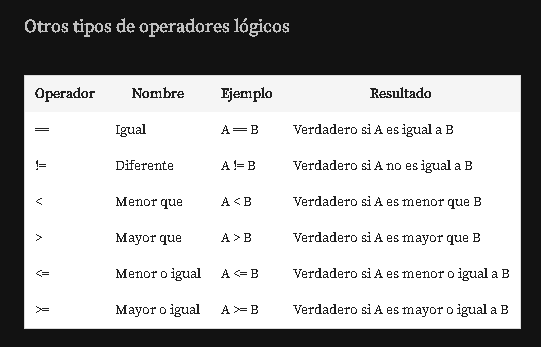 Otros tipos de operadores lógicos
Operador Nombre Ejemplo Resultado
== Igual A == B Verdadero si A es igual a B
!= Diferente A != B Verdadero si A no es igual a B
< Menor que A < B Verdadero si A es menor que B
> Mayor que A > B Verdadero si A es mayor que B
<= Menor o igual A <= B Verdadero si A es menor o igual a B
>= Mayor o igual A >= B Verdadero si A es mayor o igual a B